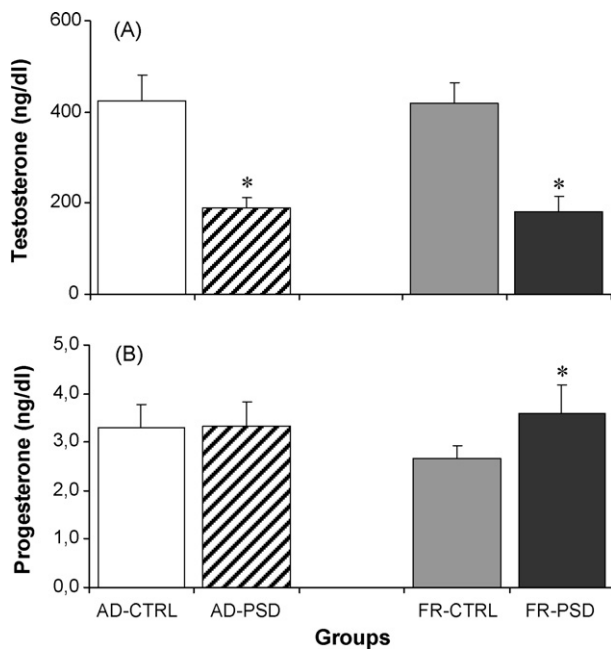 (A)
Testosterone (ng/dl)
600
400
200
0
*
*
(B)
Progesterone (ng/dl)
5,0
4,0
3,0
2,0
1,0
0,0
*
AD-CTRL AD-PSD FR-CTRL FR-PSD
Groups